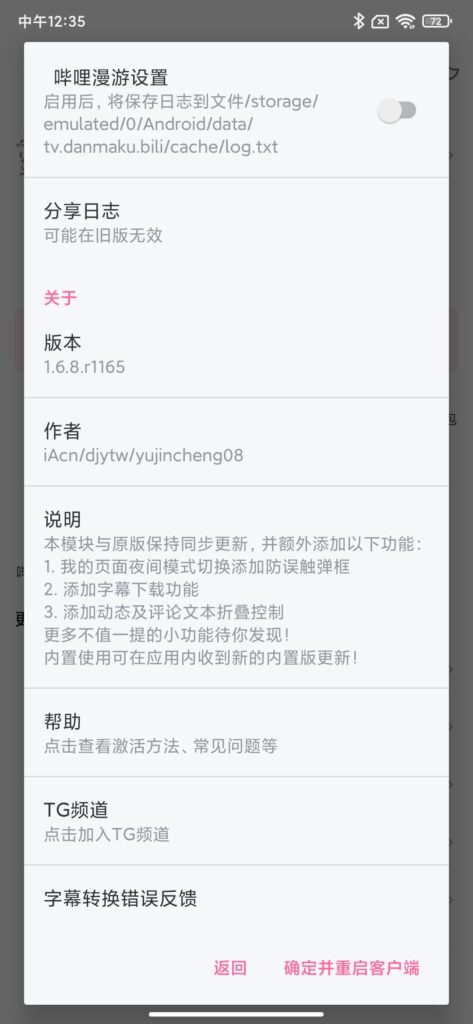 中午12:35
72
哔哩漫游设置
启用后，将保存日志到文件/storage/
emulated/0/Android/data/
tv.danmaku.bili/cache/log.txt
分享日志
可能在旧版无效
关于
版本
1.6.8.r1165
作者
iAcn/djytw/yujincheng08
说明
本模块与原版保持同步更新，并额外添加以下功能：
1. 我的页面夜间模式切换添加防误触弹框
2. 添加字幕下载功能
3. 添加动态及评论文本折叠控制
更多不值一提的小功能待你发现！
内置使用可在应用内收到新的内置版更新！
帮助
点击查看激活方法、常见问题等
TG频道
点击加入TG频道
字幕转换错误反馈
返回
确定并重启客户端